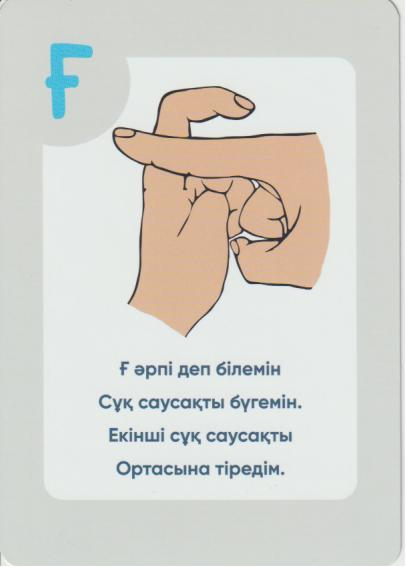 Ғ
Ғ әрпі деп білемін
Сұқ саусақты бүгемін.
Екінші сұқ саусақты
Ортасына тіредім.